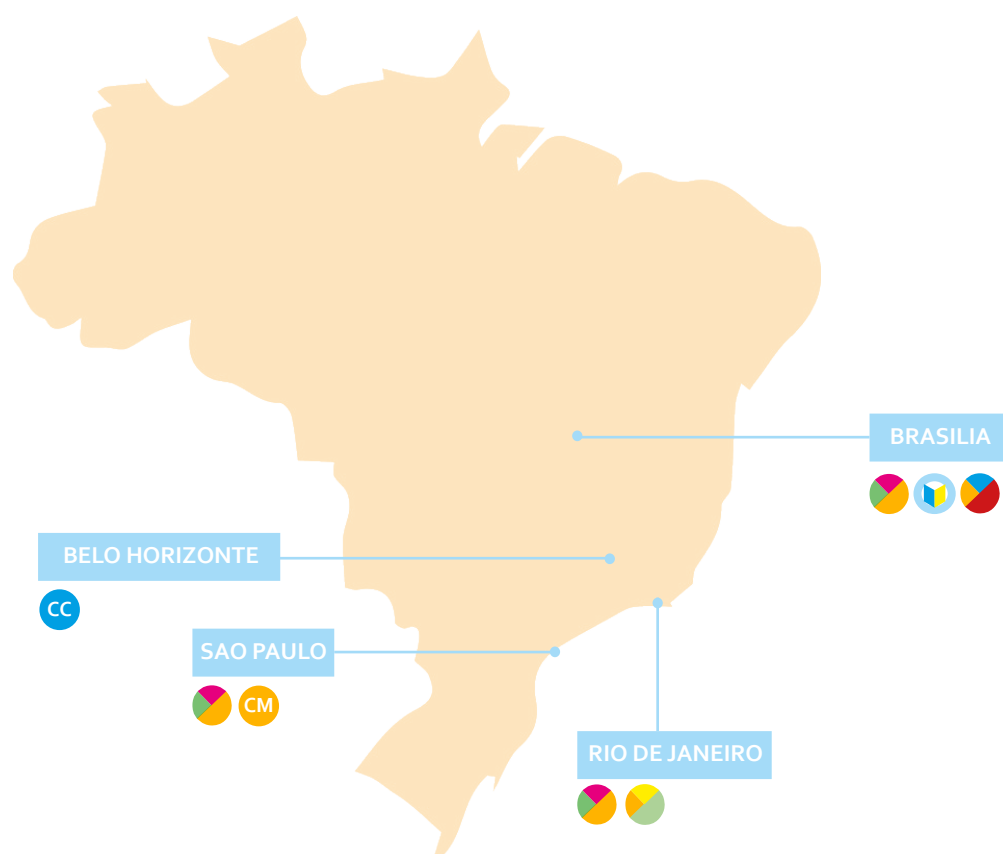 BRASILIA
BELO HORIZONTE
CC
SAO PAULO
CM
RIO DE JANEIRO